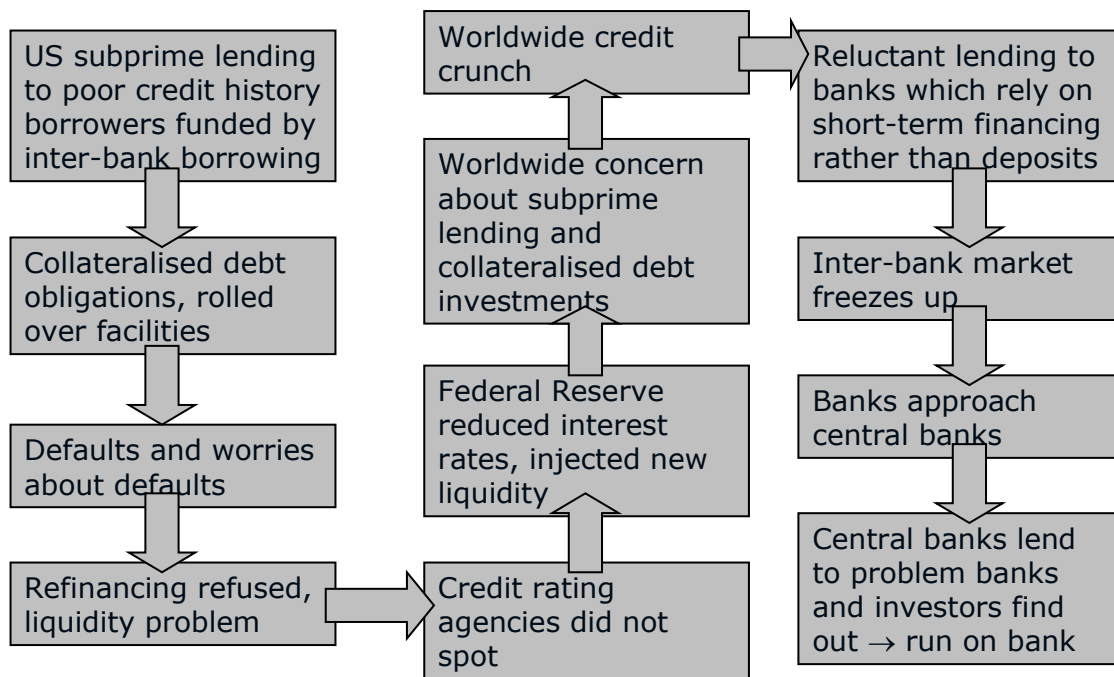 US subprime lending
to poor credit history
borrowers funded by
inter-bank borrowing
Collateralised debt
obligations, rolled
over facilities
Defaults and worries
about defaults
Refinancing refused,
liquidity problem
Credit rating
agencies did not
spot
Federal Reserve
reduced interest
rates, injected new
liquidity
Worldwide concern
about subprime
lending and
collateralised debt
investments
Worldwide credit
crunch
Reluctant lending to
banks which rely on
short-term financing
rather than deposits
Inter-bank market
freezes up
Banks approach
central banks
Central banks lend
to problem banks
and investors find
out → run on bank